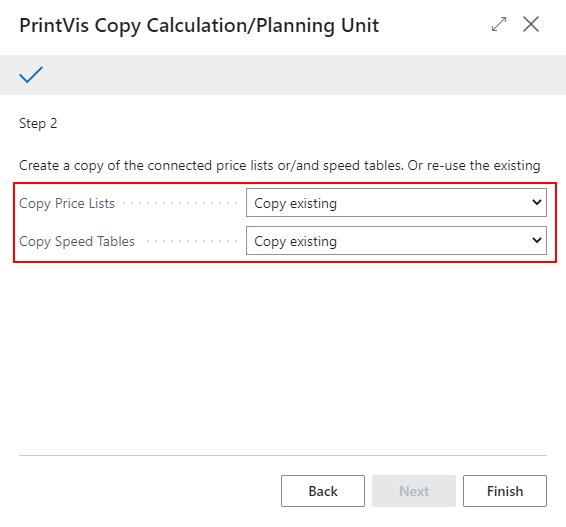 PrintVis Copy Calculation/Planning Unit
Step 2
Create a copy of the connected price lists or/and speed tables. Or re-use the existing
Copy Price Lists Copy existing
Copy Speed Tables Copy existing
Back Next Finish